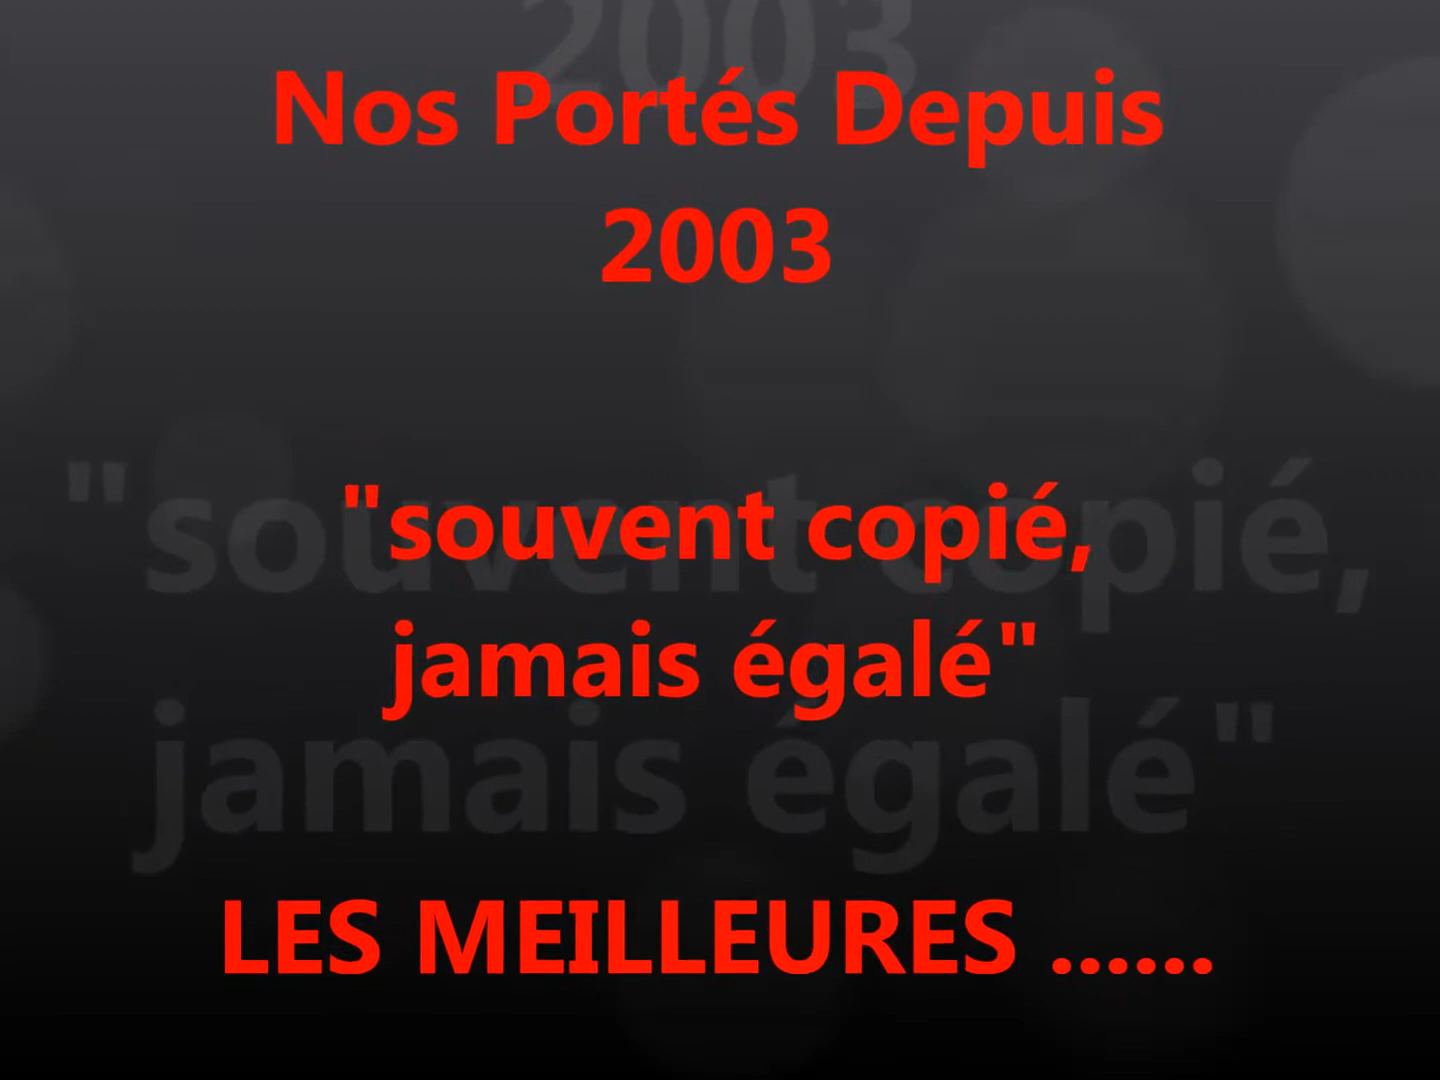 Nos Portés Depuis
2003
"souvent copié,
jamais égalé"
LES MEILLEURES ......